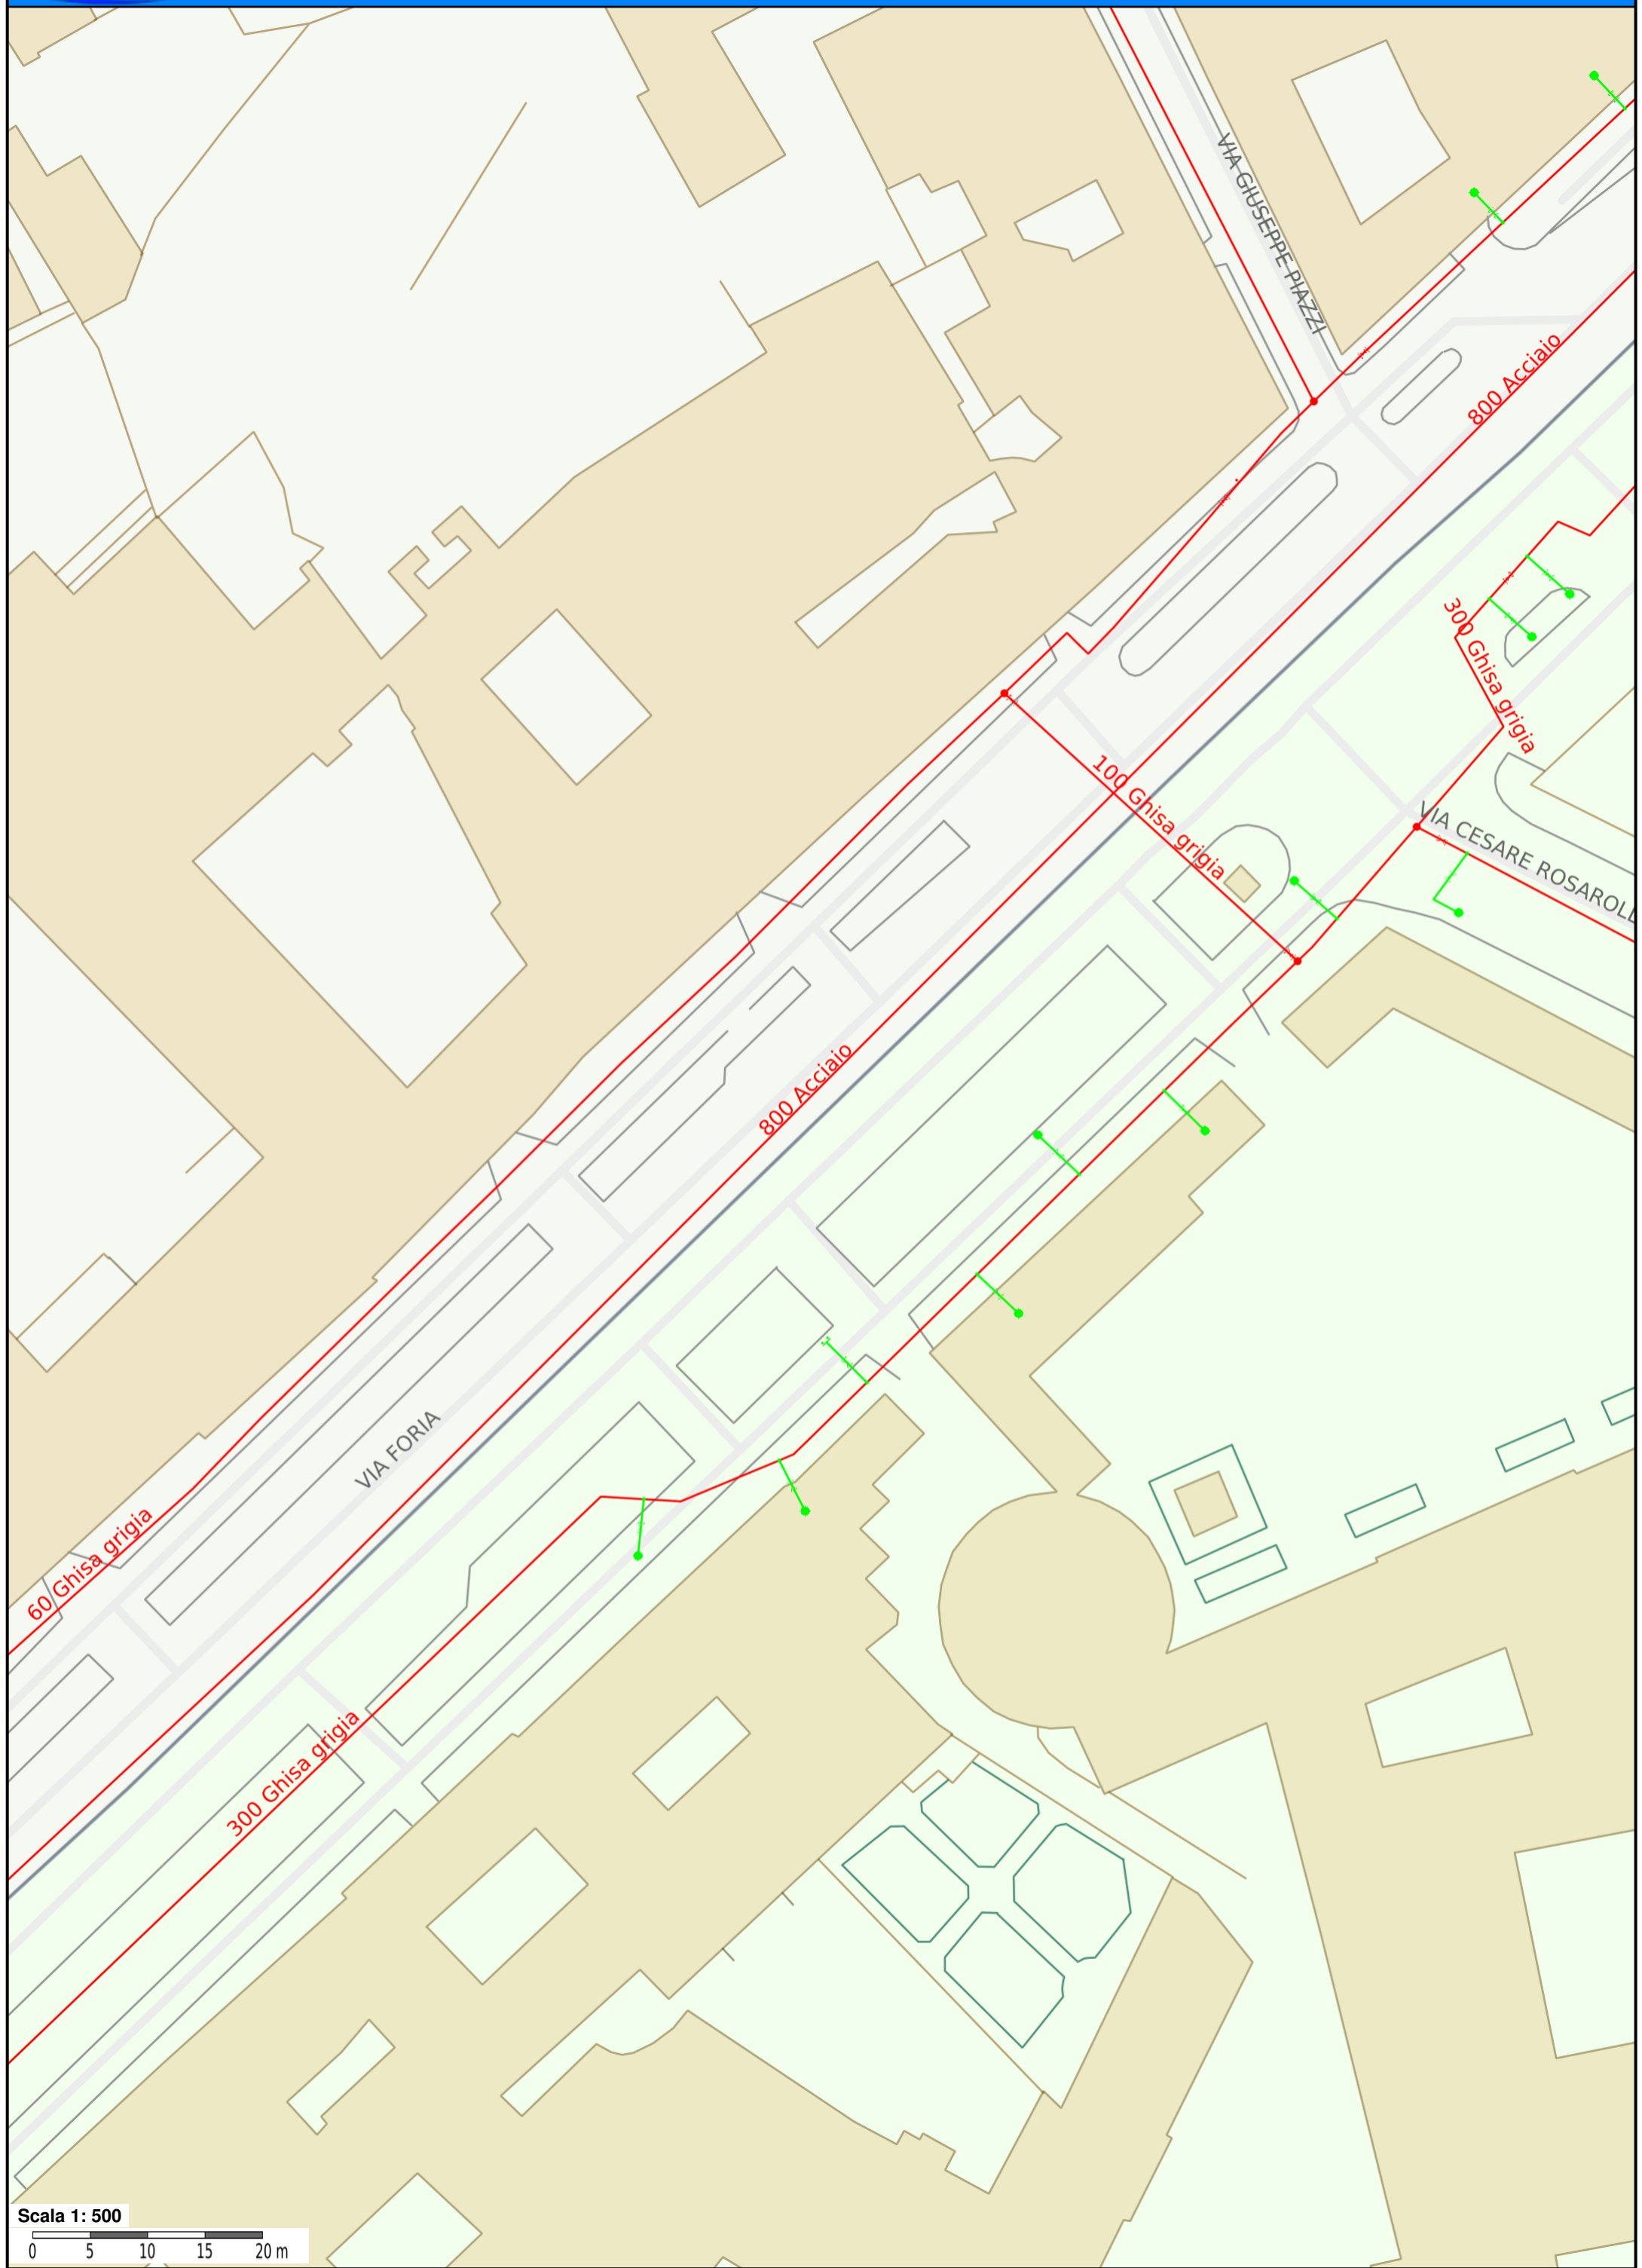 VIA GIUSEPPE PIAZZI
800 Acciaio
300 Ghisa grigia
100 Ghisa grigia
VIA CESARE ROSAROLL
800 Acciaio
VIA FORIA
60 Ghisa grigia
300 Ghisa grigia
Scala 1: 500
0 5 10 15 20 m